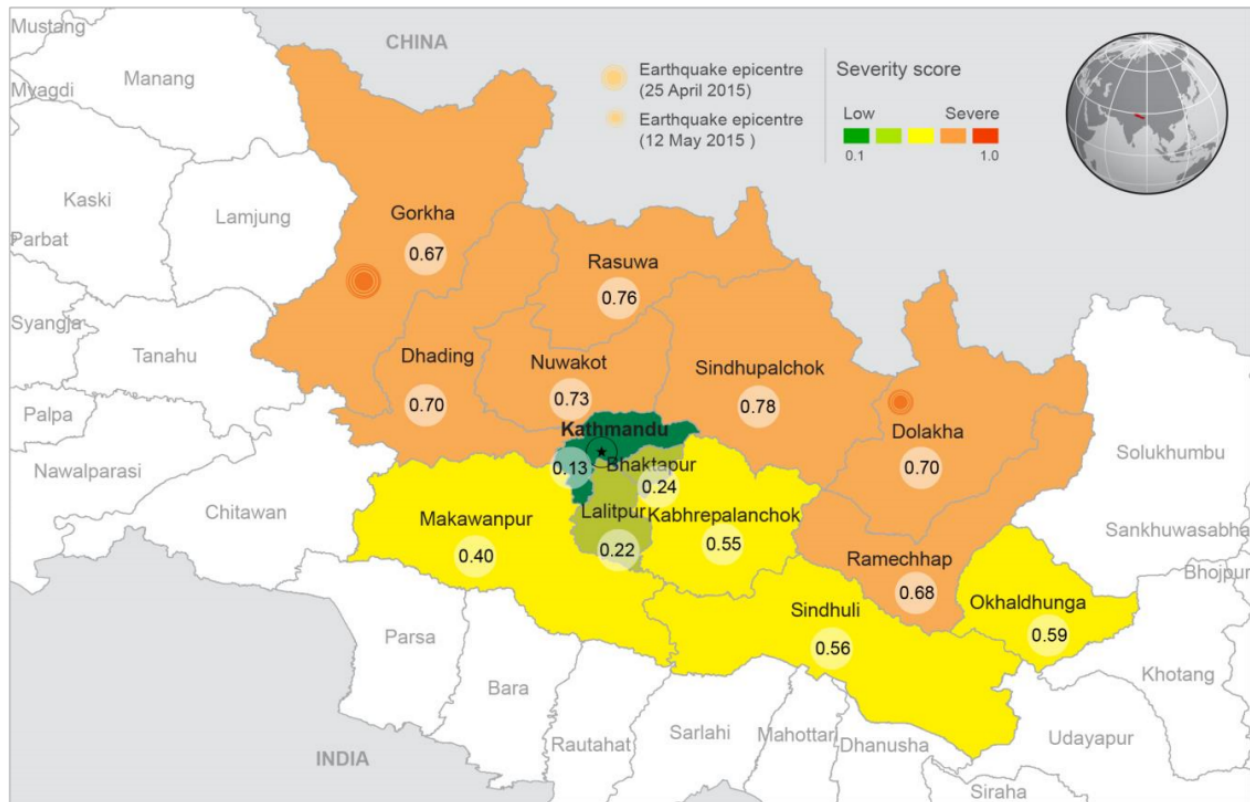 Mustang
CHINA
Manang
Myagdi
Earthquake epicentre
(25 April 2015)
Earthquake epicentre
(12 May 2015 )
Severity score
Low
Severe
0.1
1.0
Kaski
Lamjung
Parbat
Gorkha
0.67
Rasuwa
0.76
Syangja
Tanahu
Dhading
0.70
Nuwakot
0.73
Sindhupalchok
0.78
Dolakha
0.70
Palpa
Nawalparasi
Chitawan
Kathmandu
0.13
Bhaktapur
0.24
Lalitpur
0.22
Kabhrepalanchok
0.55
Makawanpur
0.40
Solukhumbu
Sankhuwasabha
Bhojpur
Ramechhap
0.68
Okhaldhunga
0.59
Sindhuli
0.56
Parsa
Bara
Rautahat
Sarlahi
Mahottari
Dhanusha
Siraha
Udayapur
Khotang
INDIA